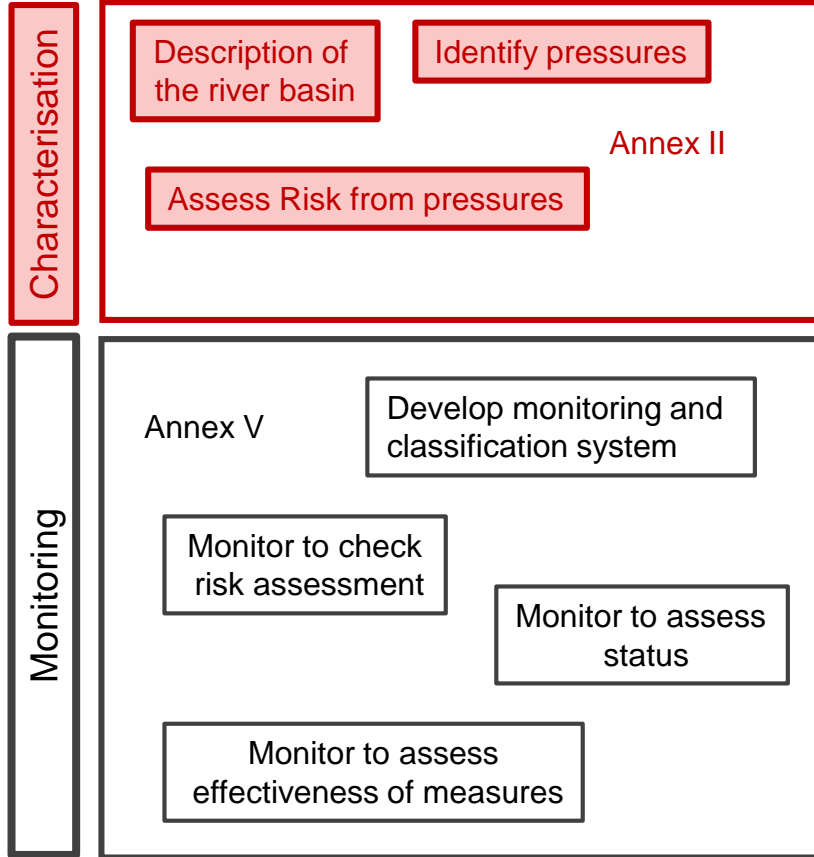 Characterisation
Description of
the river basin
Identify pressures
Annex II
Assess Risk from pressures
Monitoring
Annex V
Develop monitoring and
classification system
Monitor to check
risk assessment
Monitor to assess
status
Monitor to assess
effectiveness of measures